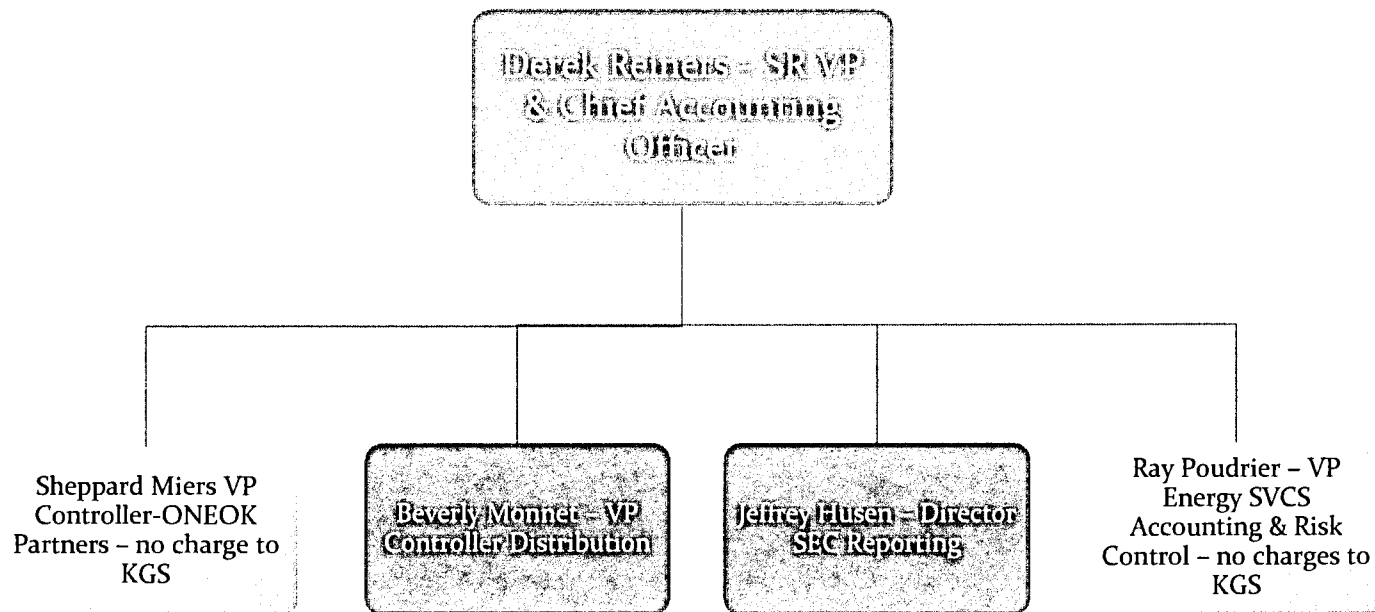 Derek Reiners – SR VP
& Chief Accounting
Officer
Sheppard Miers VP
Controller-ONEOK
Partners – no charge to
KGS
Beverly Monnet – VP
Controller Distribution
Jeffrey Husen – Director
SEC Reporting
Ray Poudrier – VP
Energy SVCS
Accounting & Risk
Control – no charges to
KGS